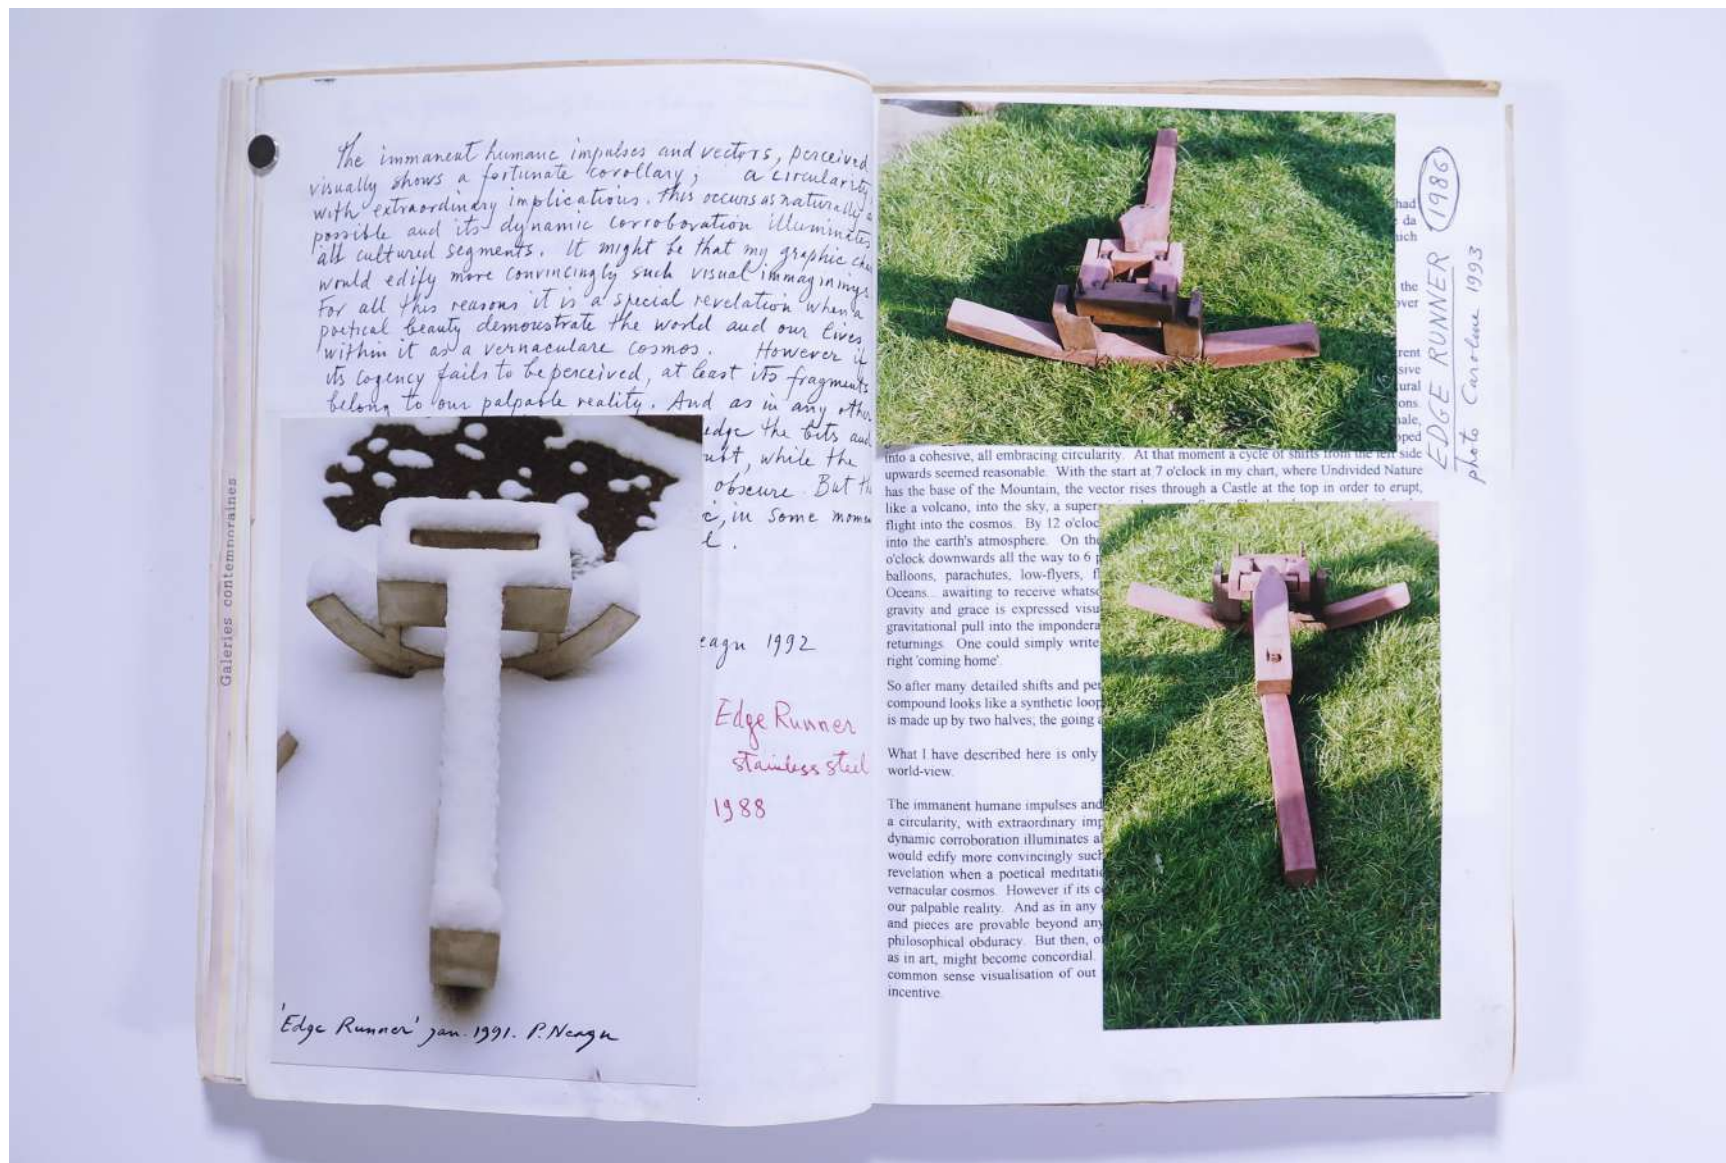 Galeries contemporaines
The immanent humane impulses and vectors, perceived
visually shows a fortunate corollary; a circularity
with extraordinary implications. This occurs as naturally
possible and its dynamic corroboration illuminates
all cultured segments. It might be that my graphic
would edify more convincingly such visual immaginings
For all this reasons it is a special revelation when a
poetical beauty demonstrate the world and our lives
within it as a vernaculare cosmos. However if
its cogency fails to be perceived, at least its fragments
belong to our palpable reality. And as in any
the bits and
while the
obscure. But
in some
1992
Edge Runner
stainless steel
1988
'Edge Runner' jan. 1991. P. Neagu
had
da
the
into a cohesive, all embracing circularity. At that moment a cycle of shifts from the left side
upwards seemed reasonable. With the start at 7 o'clock in my chart, where Undivided Nature
has the base of the Mountain, the vector rises through a Castle at the top in order to erupt,
like a volcano, into the sky, a super
flight into the cosmos. By 12 o'cloc
into the earth's atmosphere. On the
o'clock downwards all the way to 6
balloons, parachutes, low-flyers,
Oceans... awaiting to receive whatso
gravity and grace is expressed visu
gravitational pull into the impondera
returnings. One could simply write
right 'coming home'.
So after many detailed shifts and per
compound looks like a synthetic loop
is made up by two halves; the going
What I have described here is only
world-view.
The immanent humane impulses and
a circularity, with extraordinary imp
dynamic corroboration illuminates
would edify more convincingly such
revelation when a poetical meditatio
vernacular cosmos. However if its
our palpable reality. And as in any
and pieces are provable beyond any
philosophical obduracy. But then,
as in art, might become concordial.
common sense visualisation of out
incentive.
EDGE RUNNER 1986
photo Caroline 1993